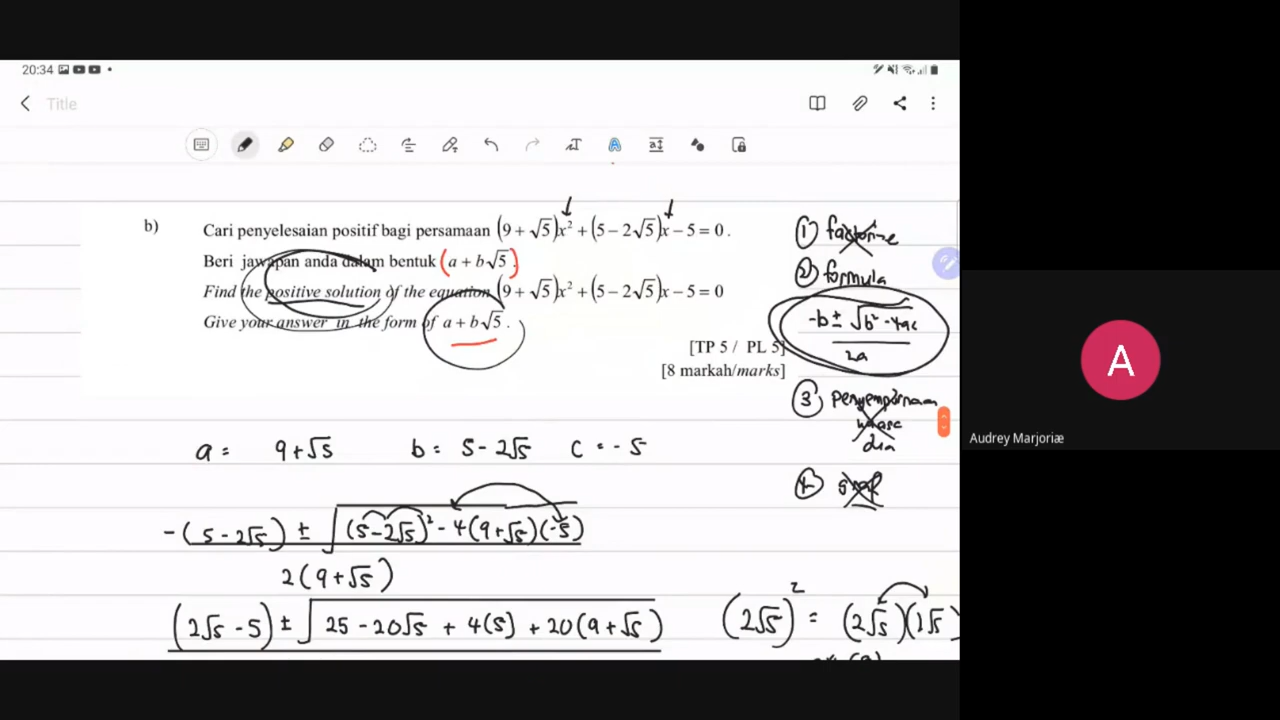 20:34
Title
b) Cari penyelesaian positif bagi persamaan (9 + √5)x² + (5 − 2√5)x − 5 = 0.
Beri jawapan anda dalam bentuk (a + b√5)
Find the positive solution of the equation (9 + √5)x² + (5 − 2√5)x − 5 = 0
Give your answer in the form of a + b√5.
[TP 5 / PL 5]
[8 markah/marks]
① factorise
② formula
-b ± √b² - 4ac
2a
③ penyempurnaan
kuasa
dua
④ graf
a = 9+√5 b = 5 - 2√5 c = - 5
-(5 - 2√5) ± √(5 - 2√5)² - 4(9+√5)(-5)
2(9+√5)
(2√5 - 5) ± √25 - 20√5 + 4(5) + 20(9+√5)
(2√5)² = (2√5)(2√5)
Audrey Marjoriæ
A